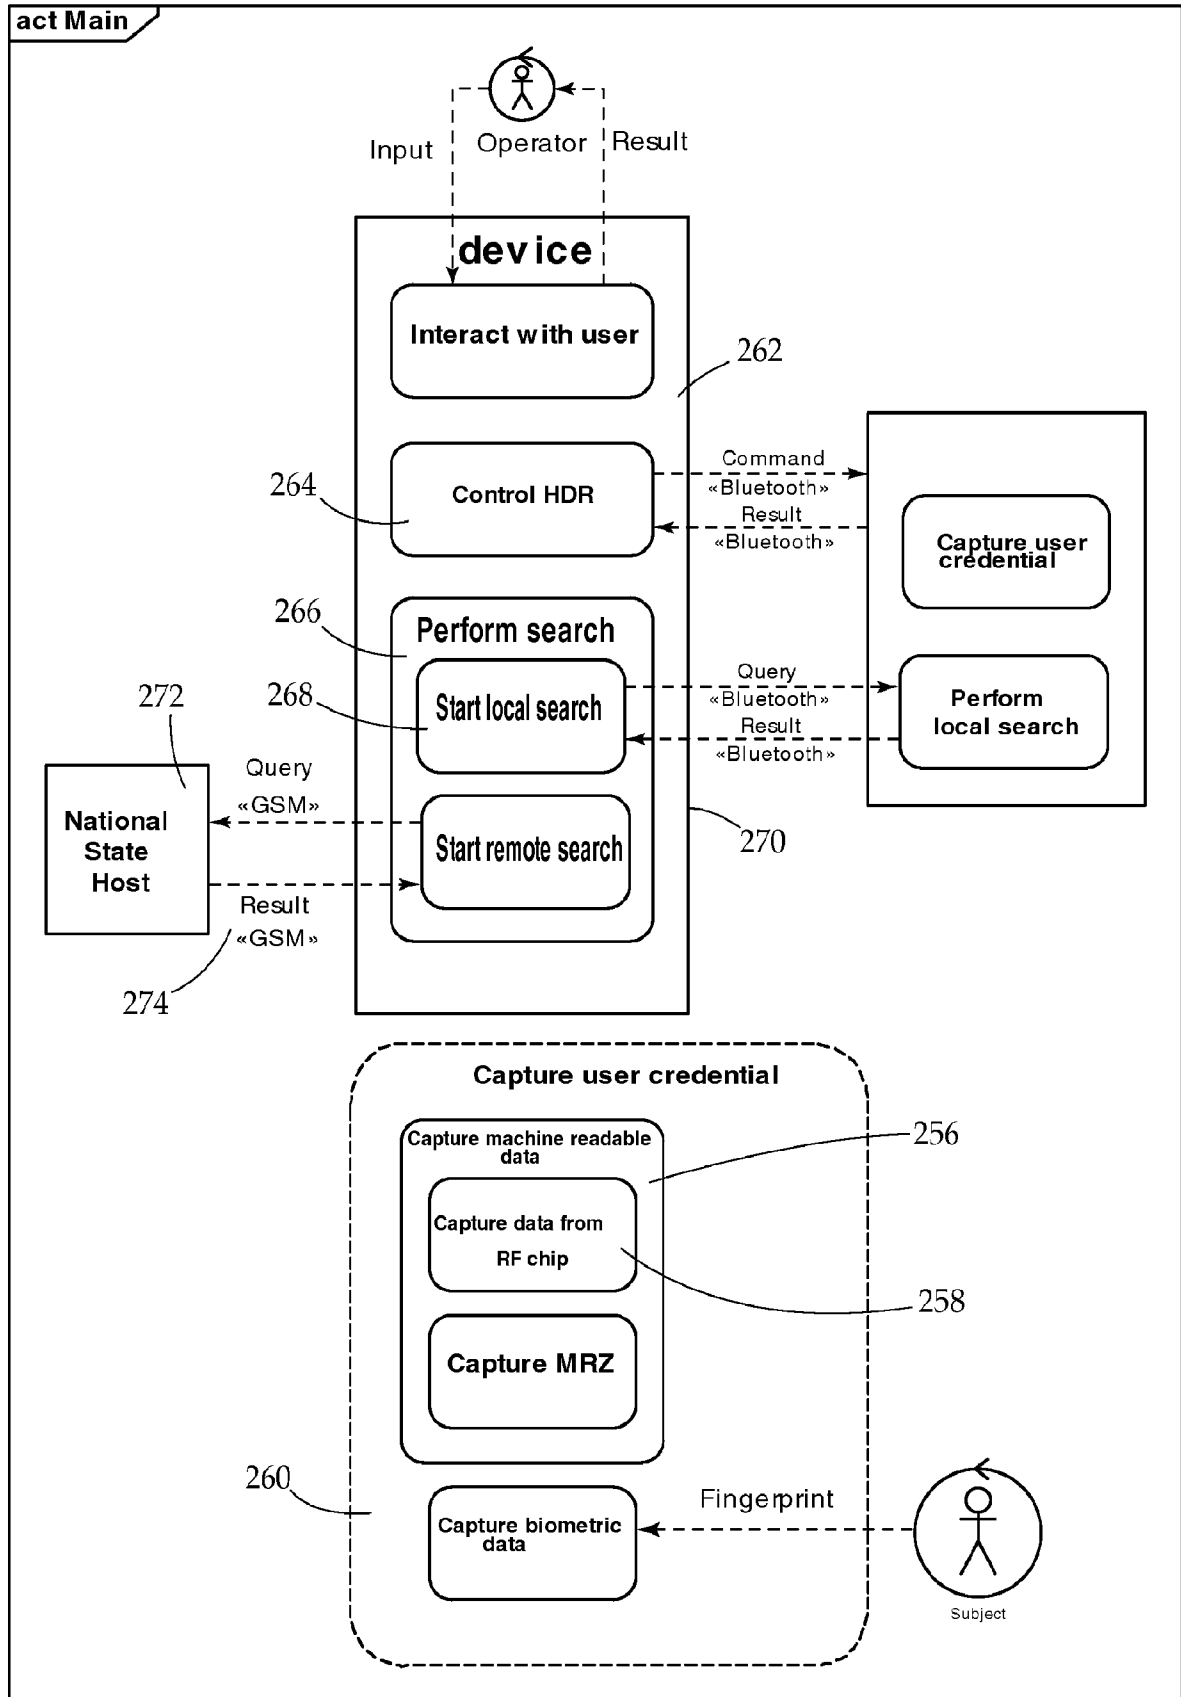 act Main
Input
Operator
Result
device
Interact with user
262
264
Control HDR
Command
«Bluetooth»
Result
«Bluetooth»
Capture user
credential
266
Perform search
268
Start local search
Query
«Bluetooth»
Result
«Bluetooth»
Perform
local search
272
Query
«GSM»
National
State
Host
Start remote search
270
Result
«GSM»
274
Capture user credential
Capture machine readable
data
256
Capture data from
RF chip
258
Capture MRZ
260
Capture biometric
data
Fingerprint
Subject